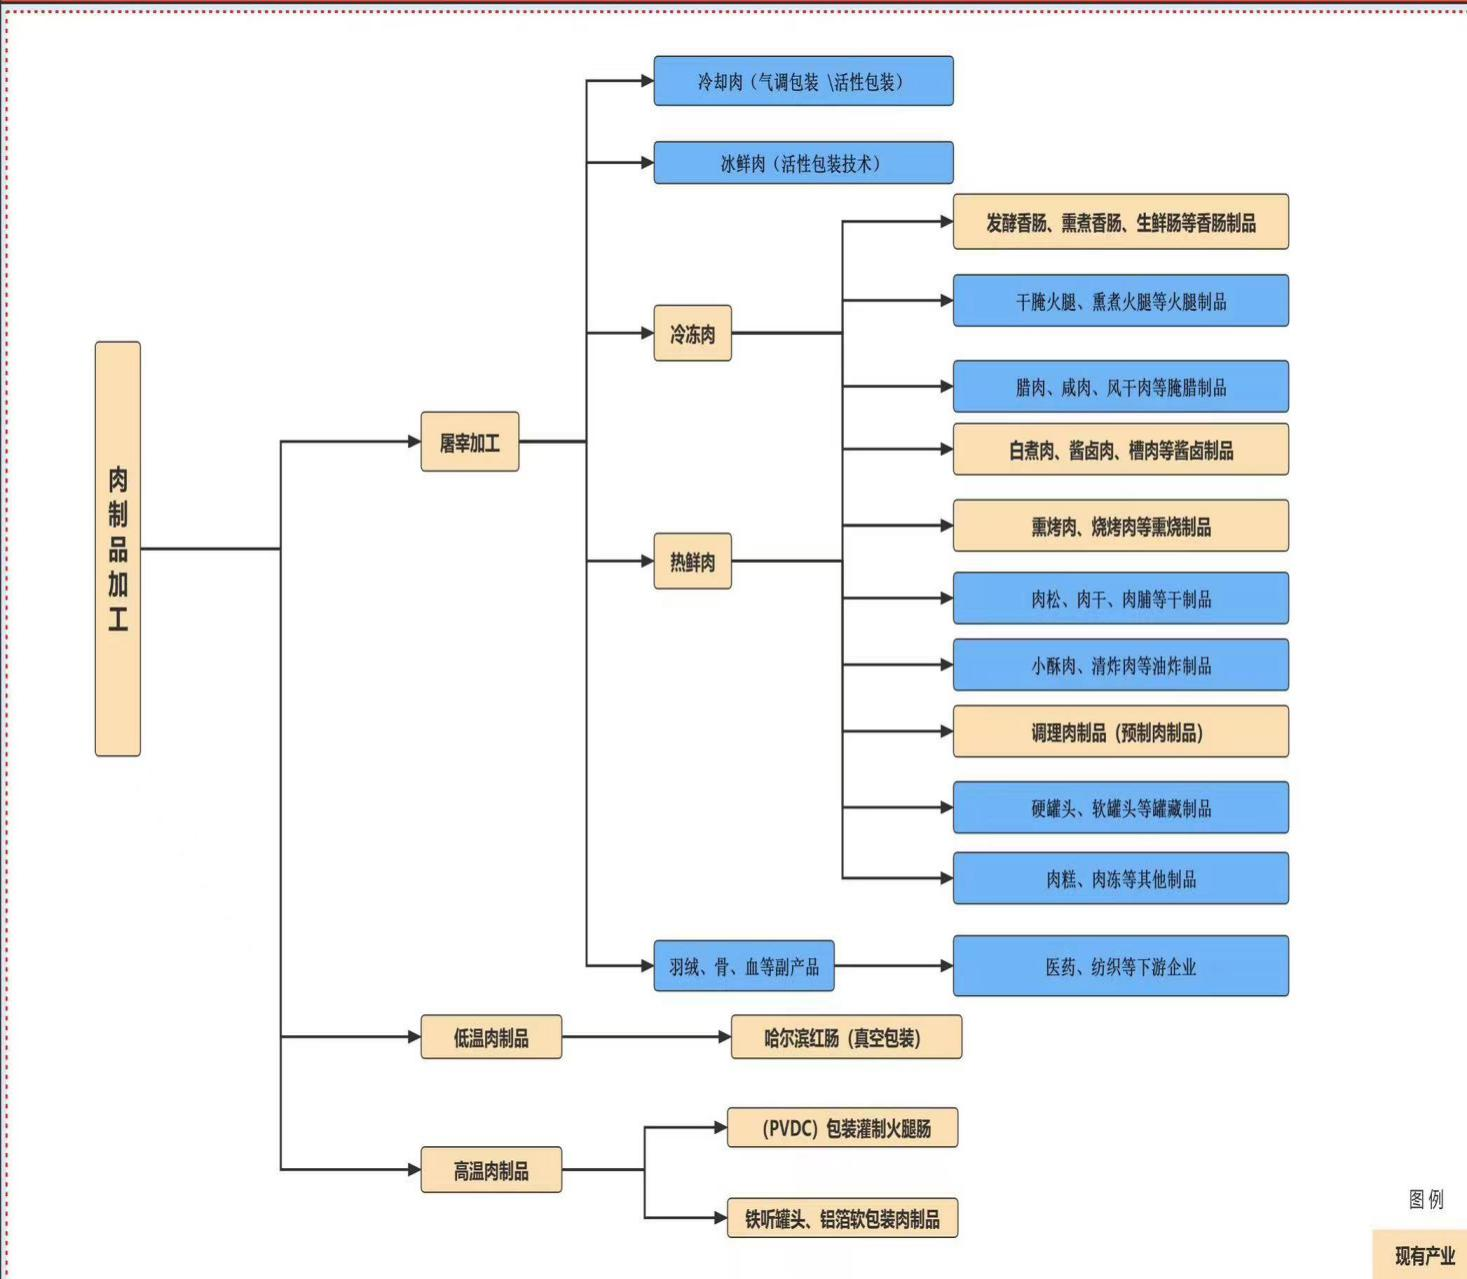 冷却肉（气调包装 \活性包装）
冰鲜肉（活性包装技术）
发酵香肠、熏煮香肠、生鲜肠等香肠制品
干腌火腿、熏煮火腿等火腿制品
冷冻肉
腊肉、咸肉、风干肉等腌腊制品
屠宰加工
白煮肉、酱卤肉、槽肉等酱卤制品
肉制品加工
熏烤肉、烧烤肉等熏烧制品
热鲜肉
肉松、肉干、肉脯等干制品
小酥肉、清炸肉等油炸制品
调理肉制品（预制肉制品）
硬罐头、软罐头等罐藏制品
肉糕、肉冻等其他制品
羽绒、骨、血等副产品
医药、纺织等下游企业
低温肉制品
哈尔滨红肠（真空包装）
（PVDC）包装灌制火腿肠
高温肉制品
铁听罐头、铝箔软包装肉制品
图例
现有产业